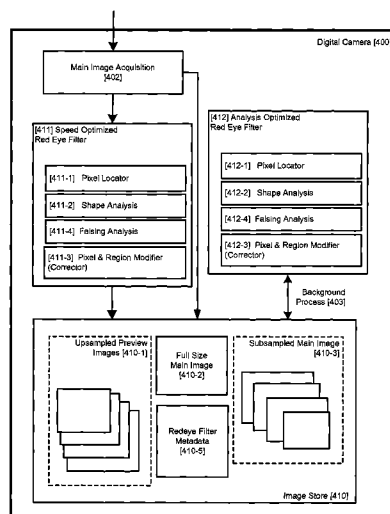 Digital Camera [400]
Main Image Acquisition
[402]
[411] Speed Optimized
Red Eye Filter
[411-1] Pixel Locator
[411-2] Shape Analysis
[411-4] Falsing Analysis
[411-3] Pixel & Region Modifier
(Corrector)
[412] Analysis Optimized
Red Eye Filter
[412-1] Pixel Locator
[412-2] Shape Analysis
[412-4] Falsing Analysis
[412-3] Pixel & Region Modifier
(Corrector)
Background
Process [403]
Upsampled Preview
Images [410-1]
Full Size
Main Image
[410-2]
Subsampled Main Image
[410-3]
Redeye Filter
Metadata
[410-5]
Image Store [410]